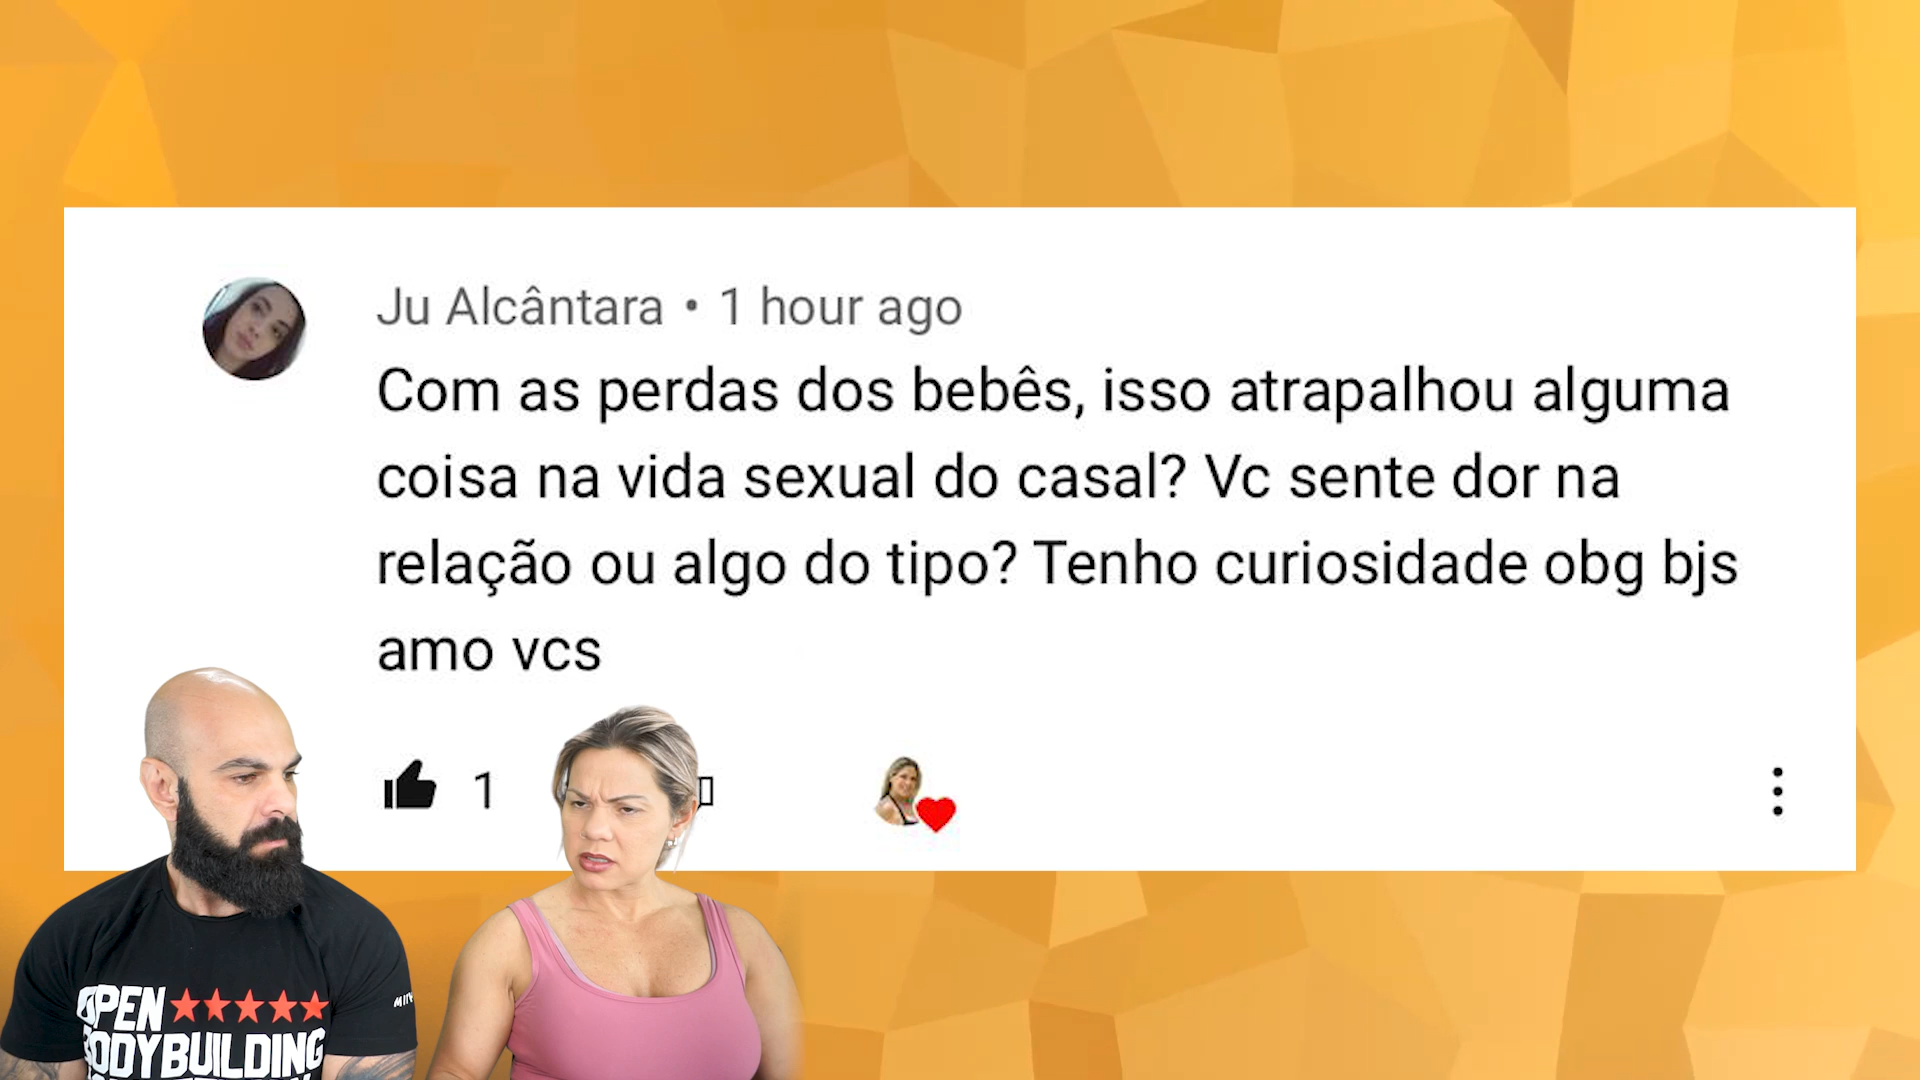 Ju Alcântara • 1 hour ago
Com as perdas dos bebês, isso atrapalhou alguma
coisa na vida sexual do casal? Vc sente dor na
relação ou algo do tipo? Tenho curiosidade obg bjs
amo vcs
1
OPEN
BODYBUILDING